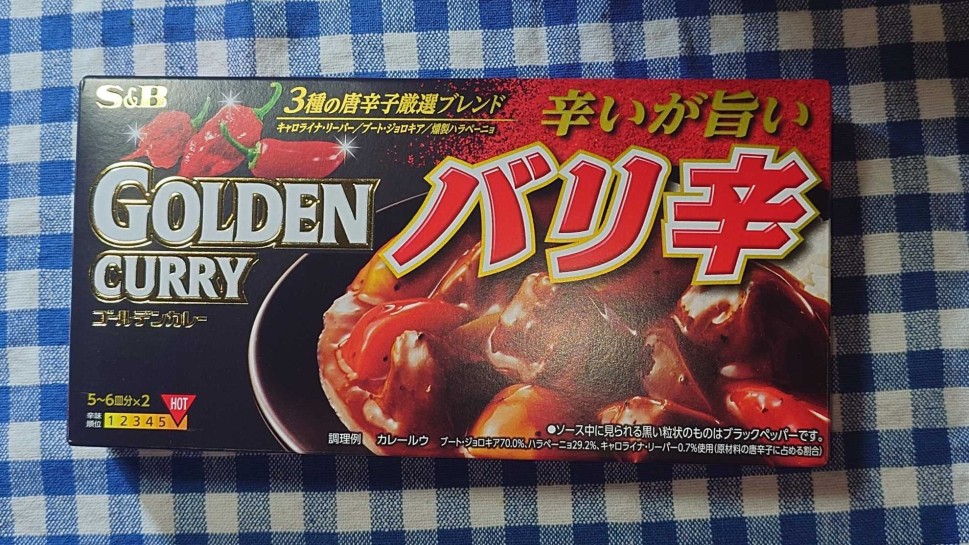 S&B
3種の唐辛子厳選ブレンド
キャロライナ・リーパー/ブート・ジョロキア/燻製ハラペーニョ
辛いが旨い
バリ辛
GOLDEN
CURRY
ゴールデンカレー
5〜6皿分×2
HOT
辛味順位 1 2 3 4 5
調理例 カレールウ
●ソース中に見られる黒い粒状のものはブラックペッパーです。
ブート・ジョロキア70.0%、ハラペーニョ29.2%、キャロライナ・リーパー0.7%使用(原材料の唐辛子に占める割合)